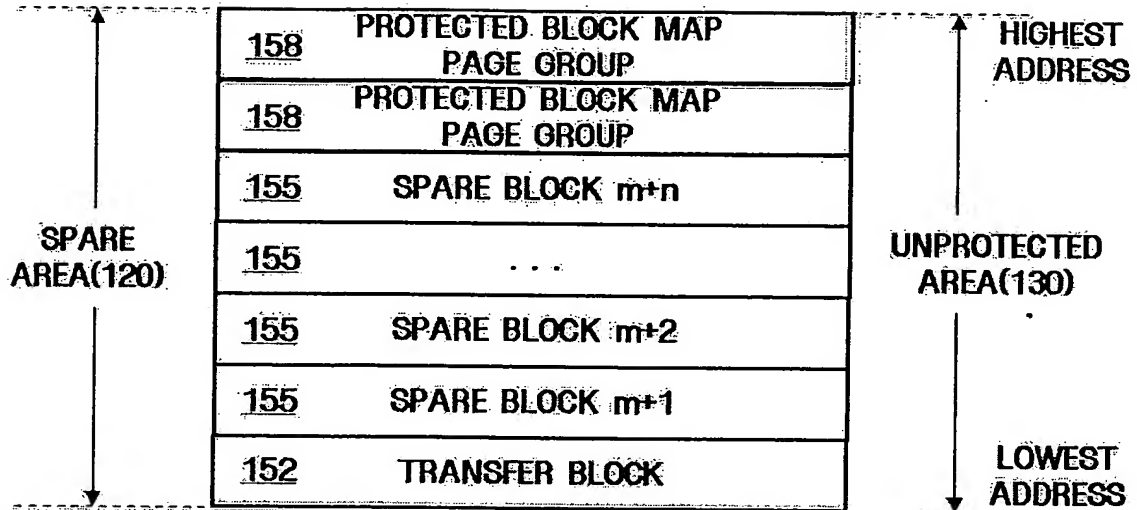 158 PROTECTED BLOCK MAP
PAGE GROUP
HIGHEST
ADDRESS
158 PROTECTED BLOCK MAP
PAGE GROUP
155 SPARE BLOCK m+n
SPARE
AREA(120)
155 ...
UNPROTECTED
AREA(130)
155 SPARE BLOCK m+2
155 SPARE BLOCK m+1
152 TRANSFER BLOCK
LOWEST
ADDRESS